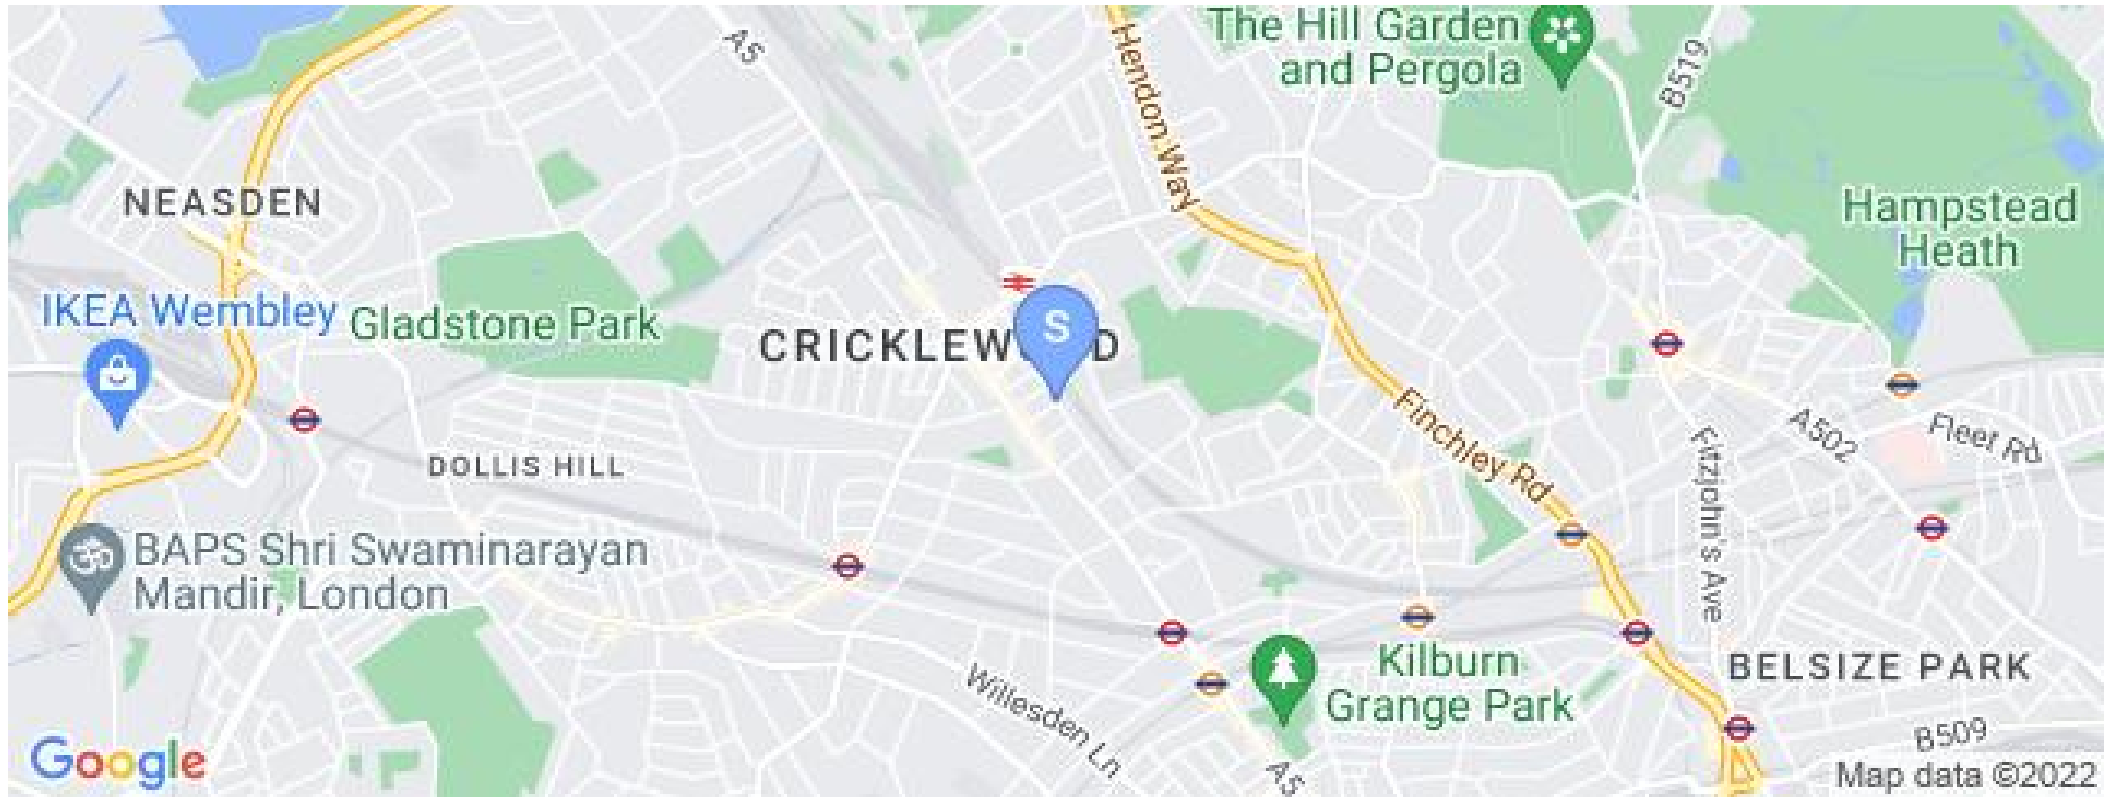 A5
Hendon Way
The Hill Garden
and Pergola
B519
NEASDEN
Hampstead
Heath
IKEA Wembley
Gladstone Park
CRICKLEW D
S
Finchley Rd
A502
Fleet Rd
DOLLIS HILL
Fitzjohn's Ave
BAPS Shri Swaminarayan
Mandir, London
Willesden Ln
Kilburn
Grange Park
BELSIZE PARK
A5
B509
Google
Map data ©2022